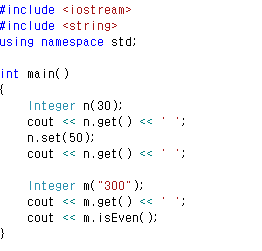 #include <iostream>
#include <string>
using namespace std;

int main()
{
    Integer n(30);
    cout << n.get() << ' ';
    n.set(50);
    cout << n.get() << ' ';

    Integer m("300");
    cout << m.get() << ' ';
    cout << m.isEven();
}